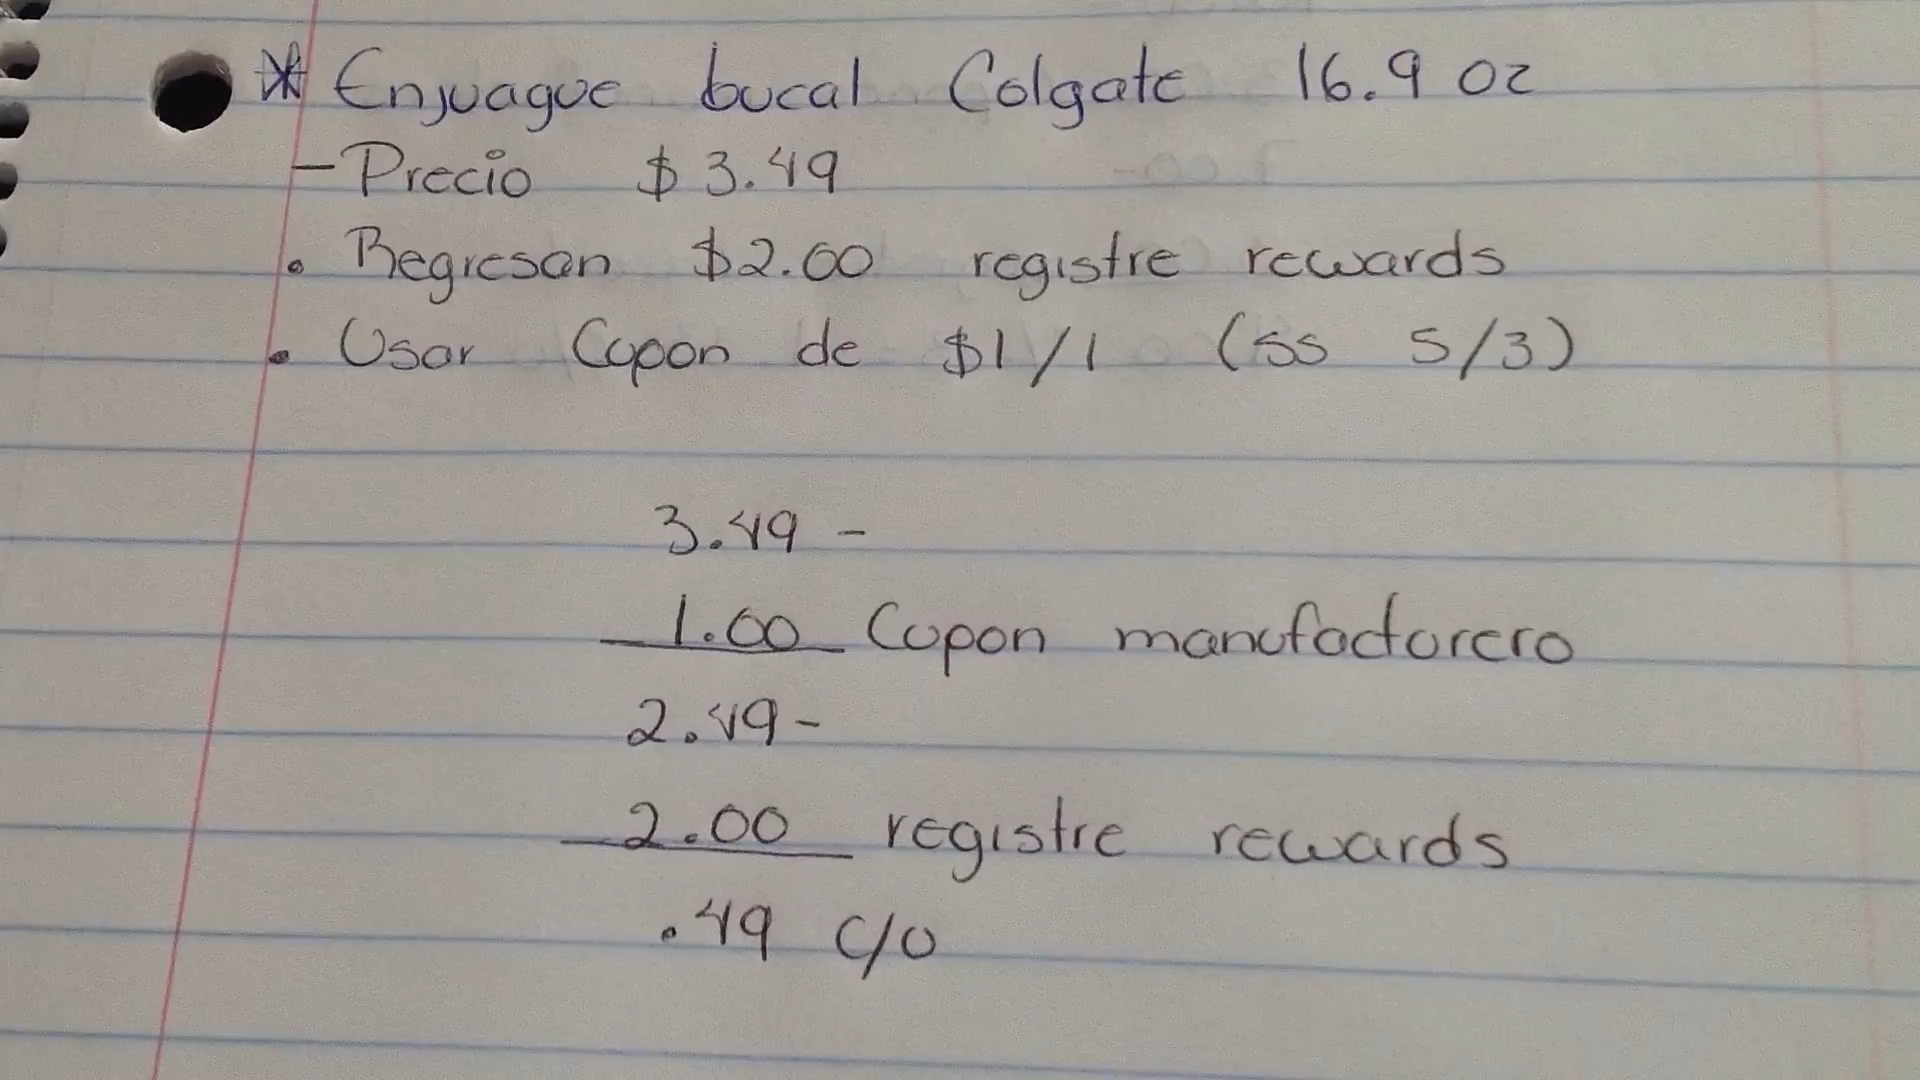 * Enjuague bucal Colgate 16.9 oz
- Precio $3.49
• Regresan $2.00 registre rewards
• Usar Cupon de $1/1 (ss 5/3)
3.49 -
1.00 Cupon manufacturero
2.49 -
2.00 registre rewards
.49 c/u